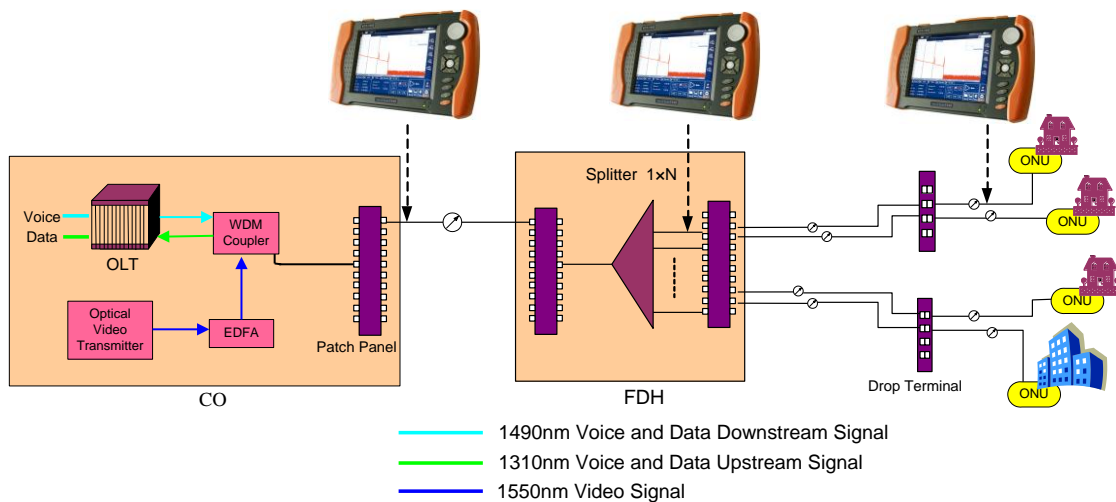 Splitter 1×N
ONU
Voice
Data
OLT
WDM
Coupler
ONU
Optical
Video
Transmitter
EDFA
Patch Panel
ONU
Drop Terminal
ONU
CO
FDH
1490nm Voice and Data Downstream Signal
1310nm Voice and Data Upstream Signal
1550nm Video Signal